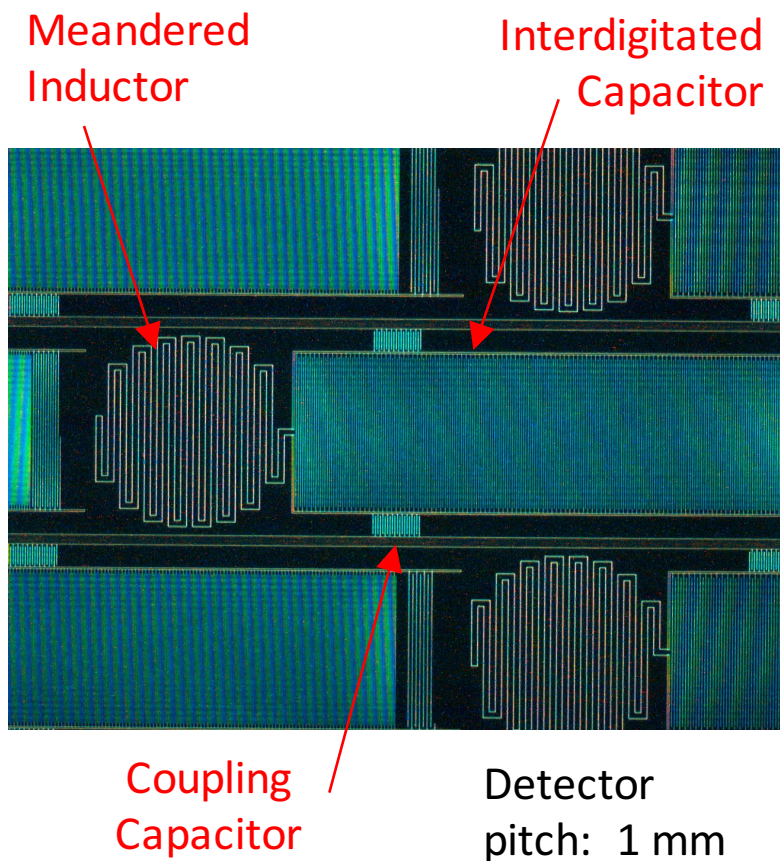 Meandered
Inductor
Interdigitated
Capacitor
Coupling
Capacitor
Detector
pitch: 1 mm